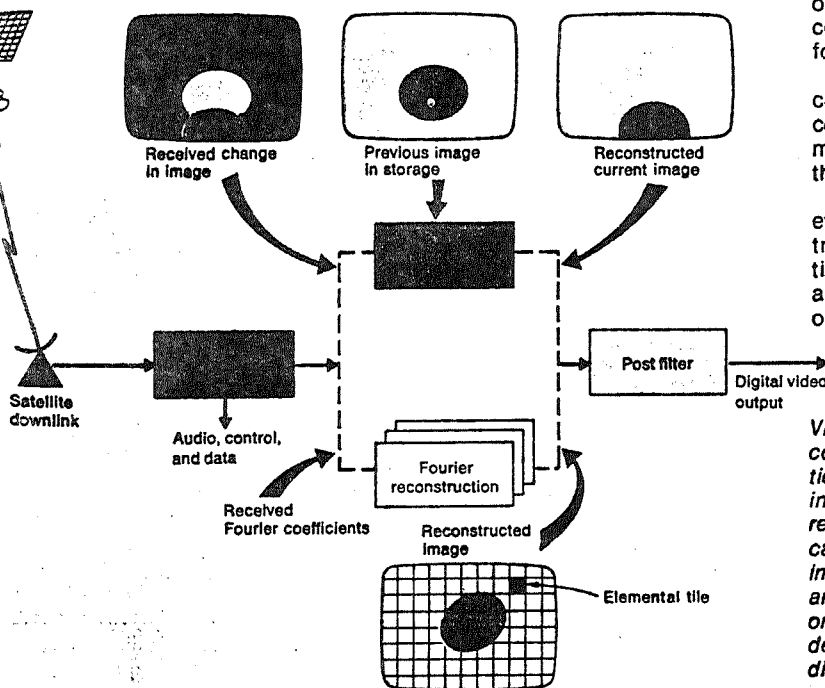 Received change
in image
Previous image
in storage
Reconstructed
current image
Satellite
downlink
Audio, control,
and data
Post filter
Digital video
output
Received
Fourier coefficients
Fourier
reconstruction
Reconstructed
image
Elemental tile